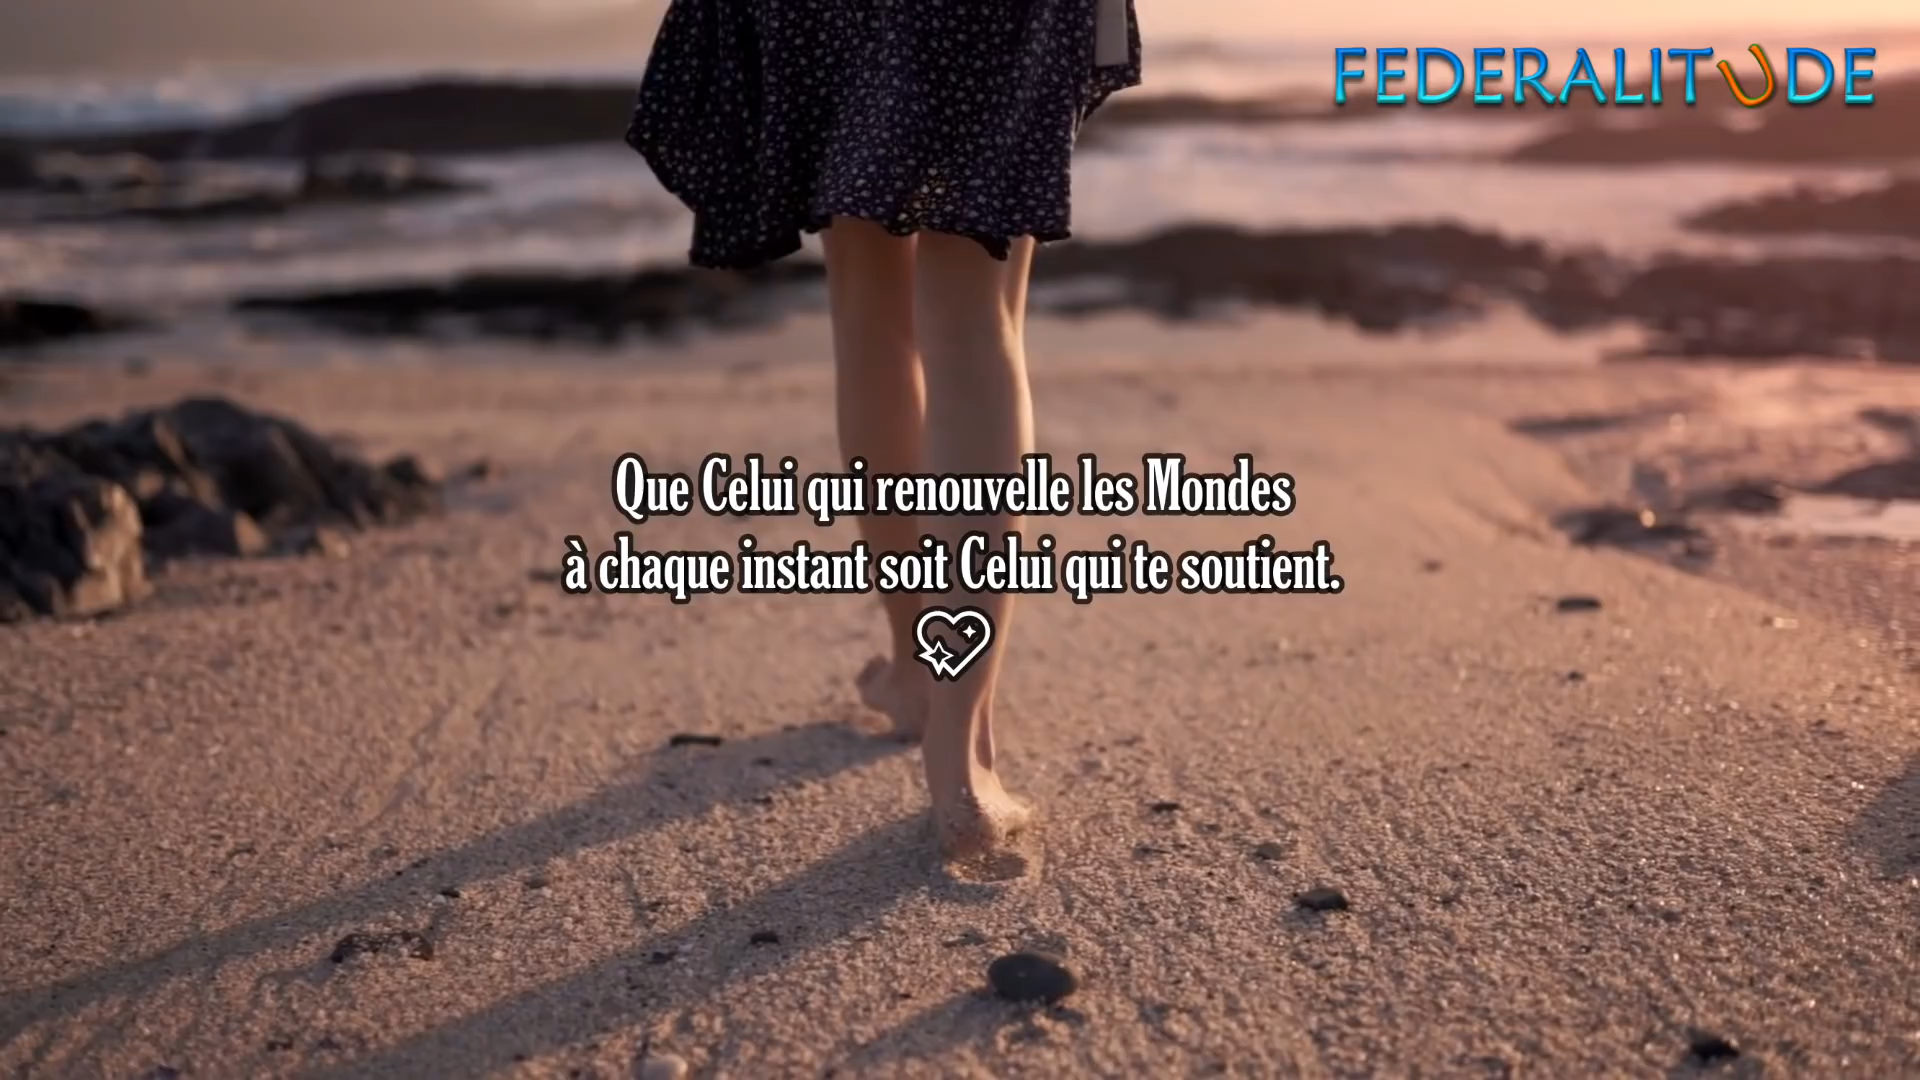 FEDERALITUDE
Que Celui qui renouvelle les Mondes
à chaque instant soit Celui qui te soutient.